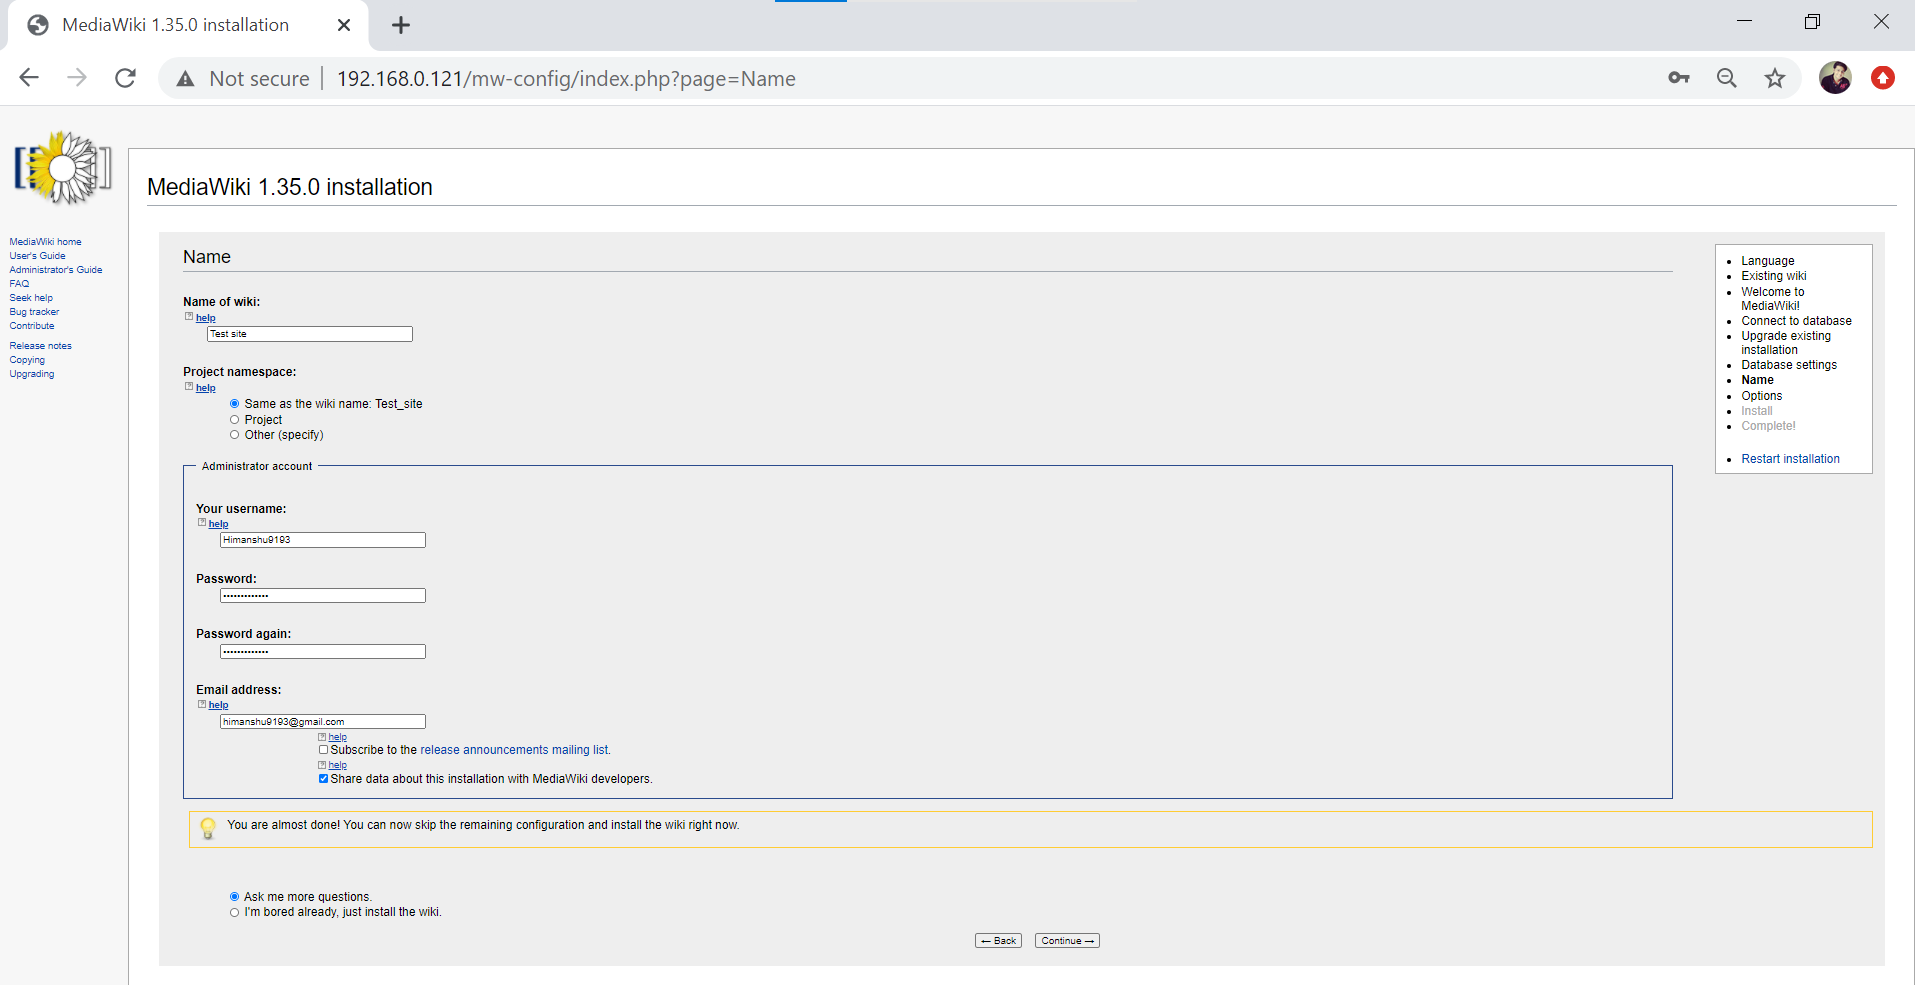 MediaWiki 1.35.0 installation
Not secure
192.168.0.121/mw-config/index.php?page=Name
MediaWiki home
User's Guide
Administrator's Guide
FAQ
Seek help
Bug tracker
Contribute
Release notes
Copying
Upgrading
MediaWiki 1.35.0 installation
Name
Name of wiki:
help
Test site
Project namespace:
help
Same as the wiki name: Test_site
Project
Other (specify)
Administrator account
Your username:
help
Himanshu9193
Password:
•••••••••••••
Password again:
•••••••••••••
Email address:
help
himanshu9193@gmail.com
help
Subscribe to the release announcements mailing list.
help
Share data about this installation with MediaWiki developers.
You are almost done! You can now skip the remaining configuration and install the wiki right now.
Ask me more questions.
I'm bored already, just install the wiki.
← Back
Continue →
Language
Existing wiki
Welcome to
MediaWiki!
Connect to database
Upgrade existing
installation
Database settings
Name
Options
Install
Complete!
Restart installation